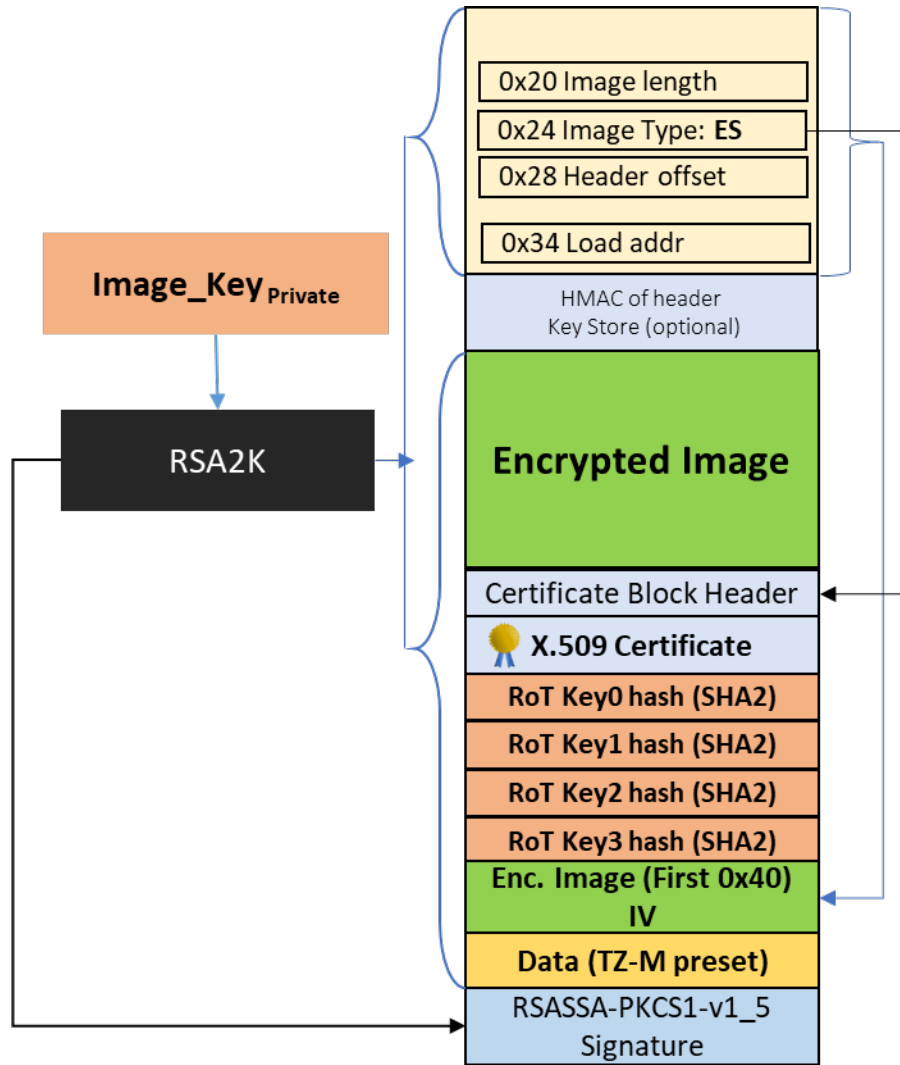 0x20 Image length
0x24 Image Type: ES
0x28 Header offset
0x34 Load addr
Image_Key Private
HMAC of header
Key Store (optional)
RSA2K
Encrypted Image
Certificate Block Header
X.509 Certificate
RoT Key0 hash (SHA2)
RoT Key1 hash (SHA2)
RoT Key2 hash (SHA2)
RoT Key3 hash (SHA2)
Enc. Image (First 0x40)
IV
Data (TZ-M preset)
RSASSA-PKCS1-v1_5
Signature